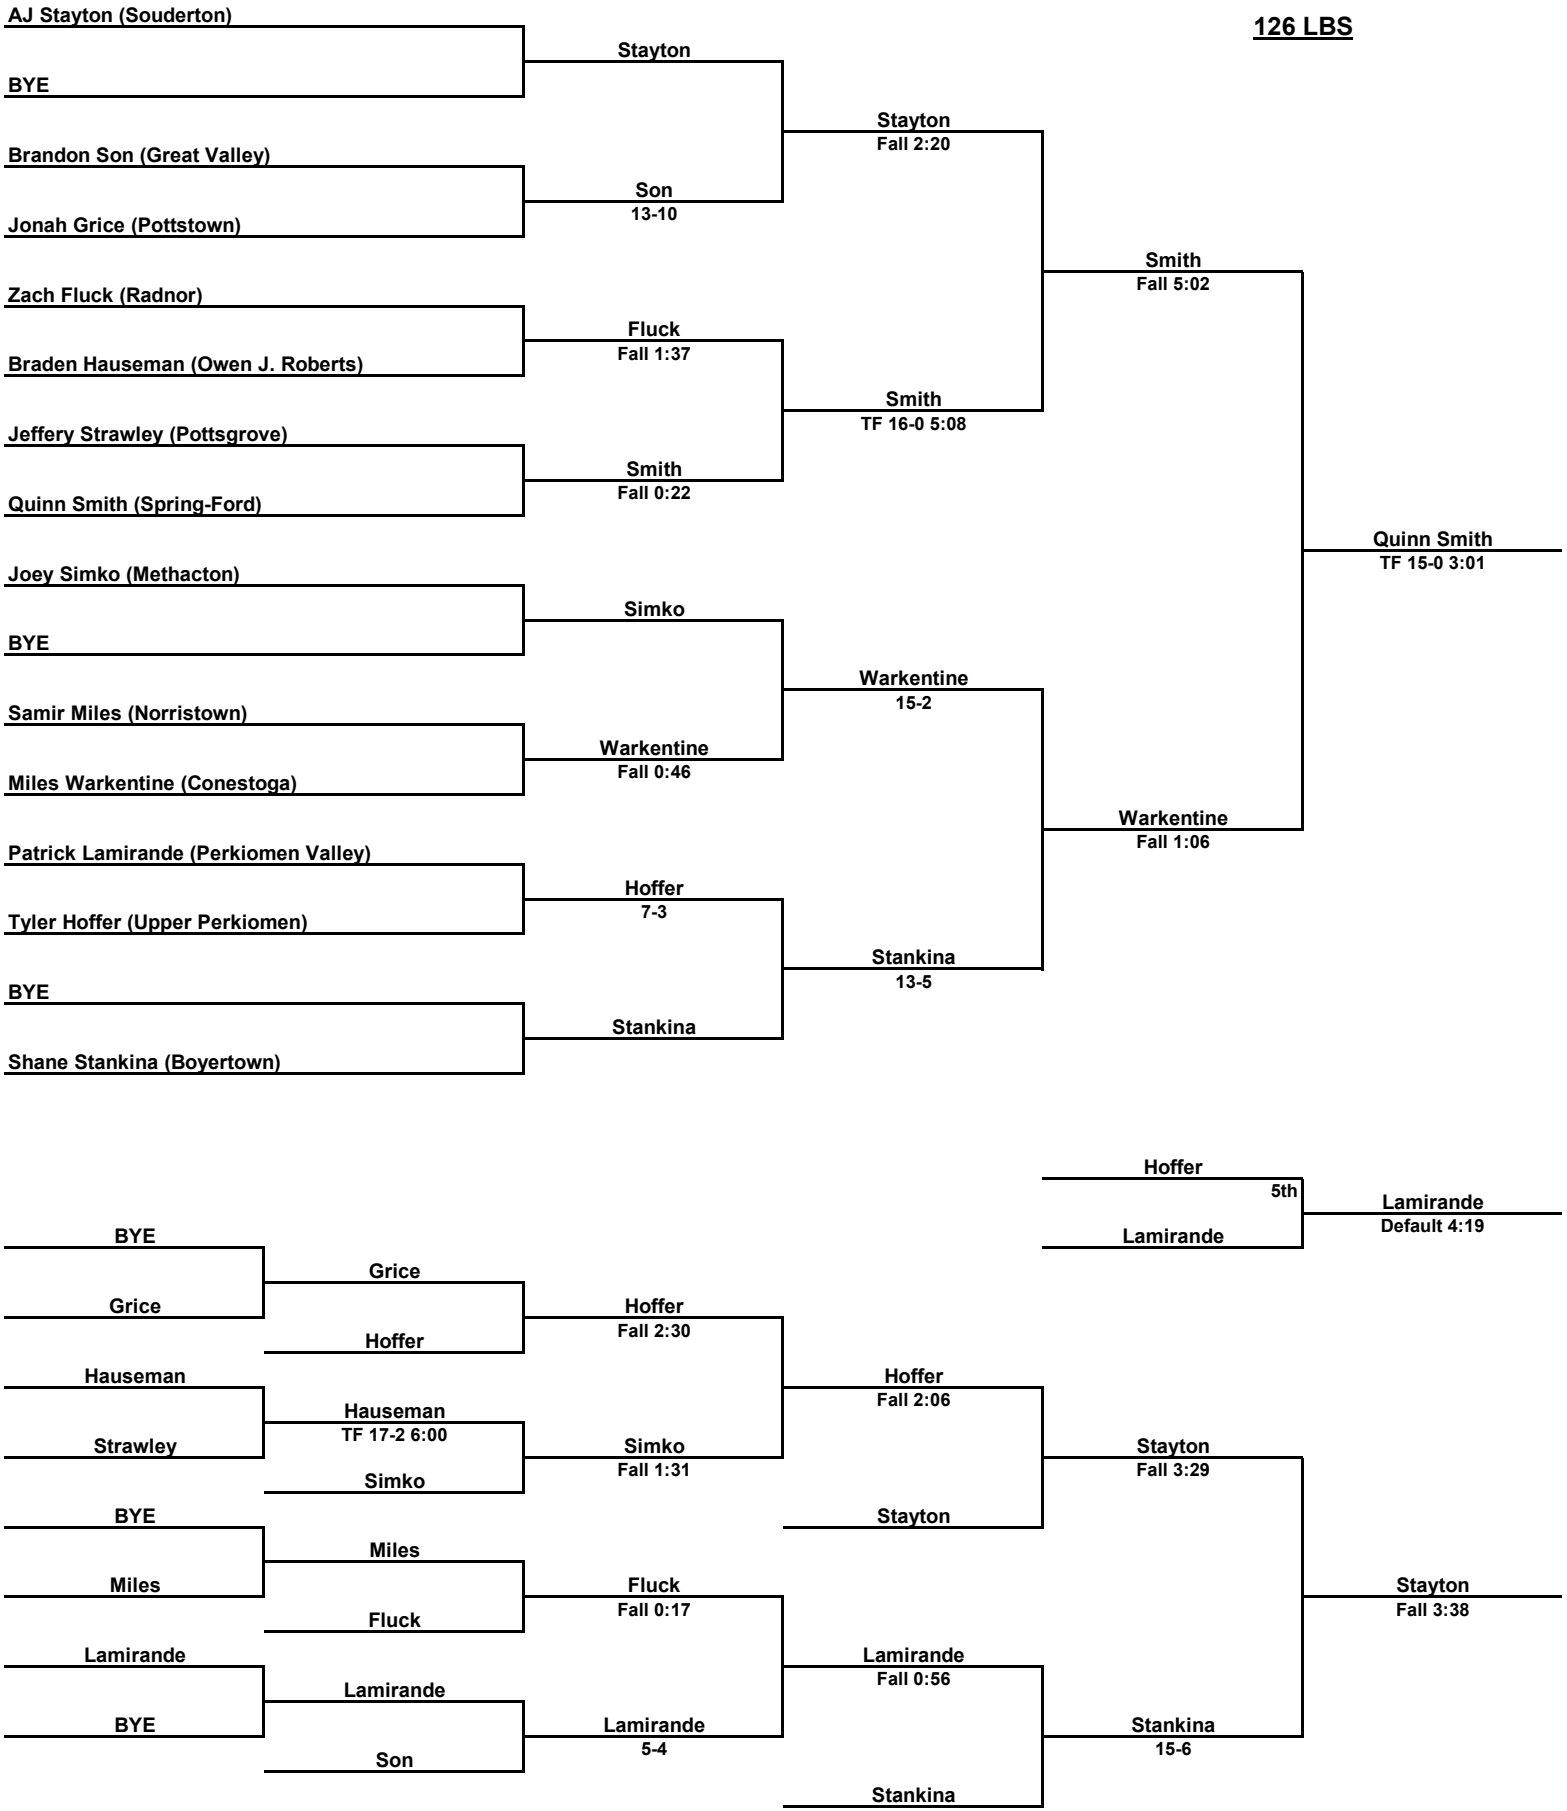 AJ Stayton (Souderton)
126 LBS
Stayton
BYE
Stayton
Fall 2:20
Brandon Son (Great Valley)
Son
13-10
Jonah Grice (Pottstown)
Smith
Fall 5:02
Zach Fluck (Radnor)
Fluck
Fall 1:37
Braden Hauseman (Owen J. Roberts)
Smith
TF 16-0 5:08
Jeffery Strawley (Pottsgrove)
Smith
Fall 0:22
Quinn Smith (Spring-Ford)
Quinn Smith
TF 15-0 3:01
Joey Simko (Methacton)
Simko
BYE
Warkentine
15-2
Samir Miles (Norristown)
Warkentine
Fall 0:46
Miles Warkentine (Conestoga)
Warkentine
Fall 1:06
Patrick Lamirande (Perkiomen Valley)
Hoffer
7-3
Tyler Hoffer (Upper Perkiomen)
Stankina
13-5
BYE
Stankina
Shane Stankina (Boyertown)
Hoffer
5th
Lamirande
Default 4:19
Lamirande
BYE
Grice
Grice
Hoffer
Fall 2:30
Hoffer
Hauseman
Hoffer
Fall 2:06
Hauseman
TF 17-2 6:00
Strawley
Simko
Fall 1:31
Stayton
Fall 3:29
Simko
BYE
Stayton
Miles
Miles
Fluck
Fall 0:17
Stayton
Fall 3:38
Fluck
Lamirande
Lamirande
Fall 0:56
Lamirande
BYE
Lamirande
5-4
Stankina
15-6
Son
Stankina